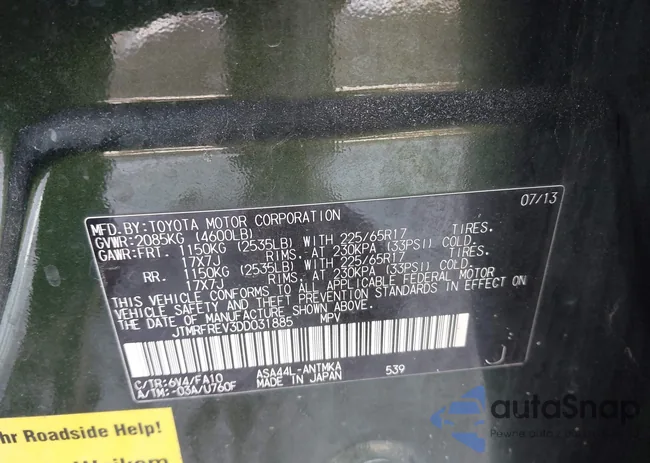 MFD.BY:TOYOTA MOTOR CORPORATION 07/13
GVWR:2085KG (4600LB)
GAWR:FRT. 1150KG (2535LB) WITH 225/65R17 TIRES.
17X7J RIMS. AT 230KPA (33PSI) COLD.
RR. 1150KG (2535LB) WITH 225/65R17 TIRES.
17X7J RIMS. AT 230KPA (33PSI) COLD.
THIS VEHICLE CONFORMS TO ALL APPLICABLE FEDERAL MOTOR
VEHICLE SAFETY STANDARDS IN EFFECT ON
THE DATE OF MANUFACTURE SHOWN ABOVE.
JTMRFREV3DD031885 MPV
C/TR:6V4/FA10 ASA44L-ANTMKA 539 J
A/TM:-03A/U760F MADE IN JAPAN
hr Roadside Help!
autoSnap